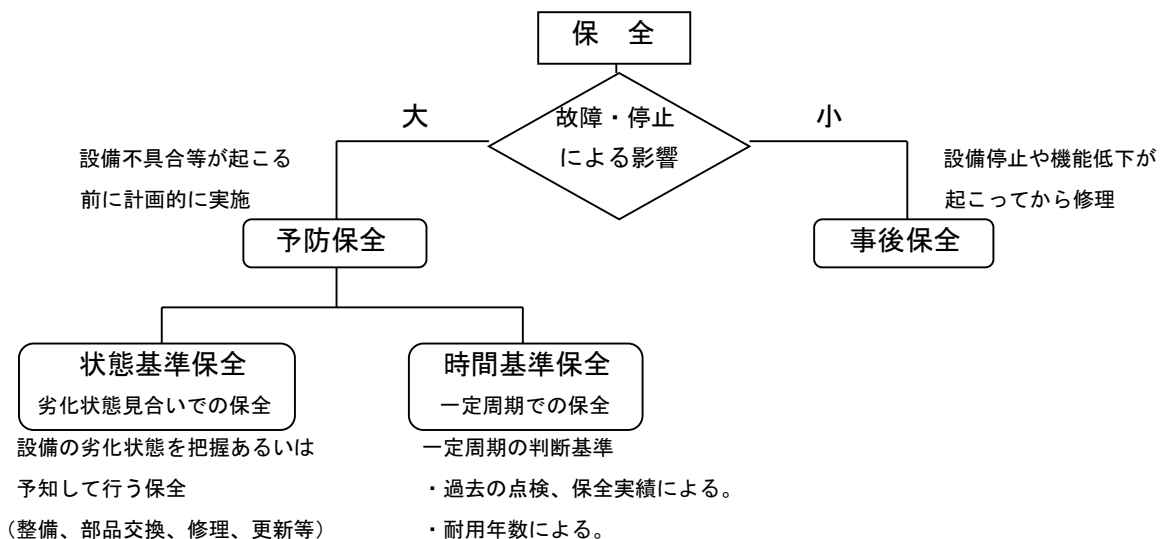 保　全
故障・停止
による影響
大
小
設備不具合等が起こる
前に計画的に実施
設備停止や機能低下が
起こってから修理
予防保全
事後保全
状態基準保全
劣化状態見合いでの保全
時間基準保全
一定周期での保全
設備の劣化状態を把握あるいは
予知して行う保全
（整備、部品交換、修理、更新等）
一定周期の判断基準
・過去の点検、保全実績による。
・耐用年数による。